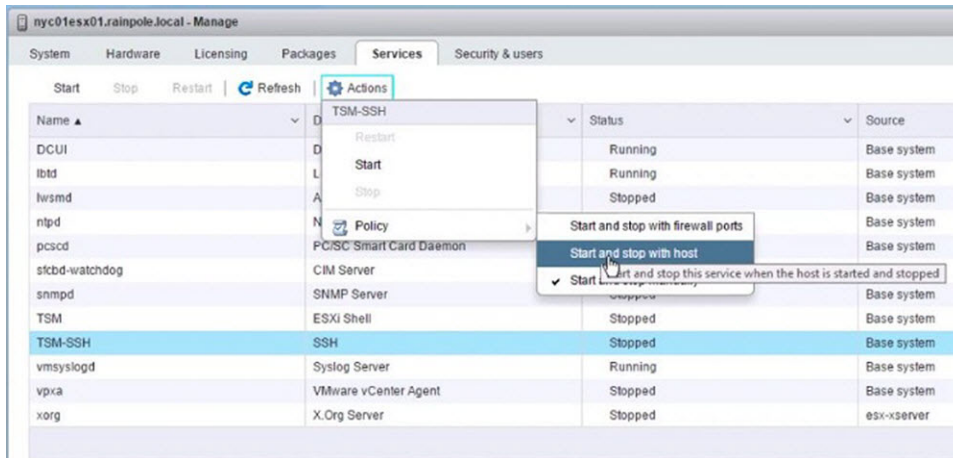 nyc01esx01.rainpole.local - Manage
System Hardware Licensing Packages Services Security & users
Start Stop Restart Refresh Actions
Name D Status Source
TSM-SSH
Restart
Start
Stop
Policy
Start and stop with firewall ports
Start and stop with host
Start and stop manually
Start and stop this service when the host is started and stopped
DCUI D Running Base system
lbtd L Running Base system
lwsmd A Stopped Base system
ntpd N Base system
pcscd PC/SC Smart Card Daemon Base system
sfcbd-watchdog CIM Server
snmpd SNMP Server Stopped Base system
TSM ESXi Shell Stopped Base system
TSM-SSH SSH Stopped Base system
vmsyslogd Syslog Server Running Base system
vpxa VMware vCenter Agent Stopped Base system
xorg X.Org Server Stopped esx-xserver